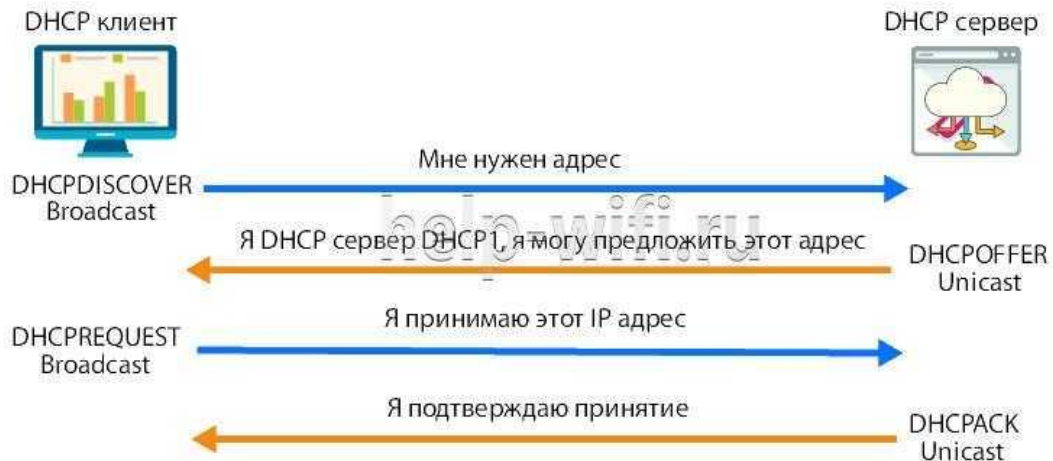 DHCP клиент
DHCP сервер
Мне нужен адрес
DHCPDISCOVER
Broadcast
help-wifi.ru
Я DHCP сервер DHCP1, я могу предложить этот адрес
DHCPOFFER
Unicast
Я принимаю этот IP адрес
DHCPREQUEST
Broadcast
Я подтверждаю принятие
DHCPACK
Unicast